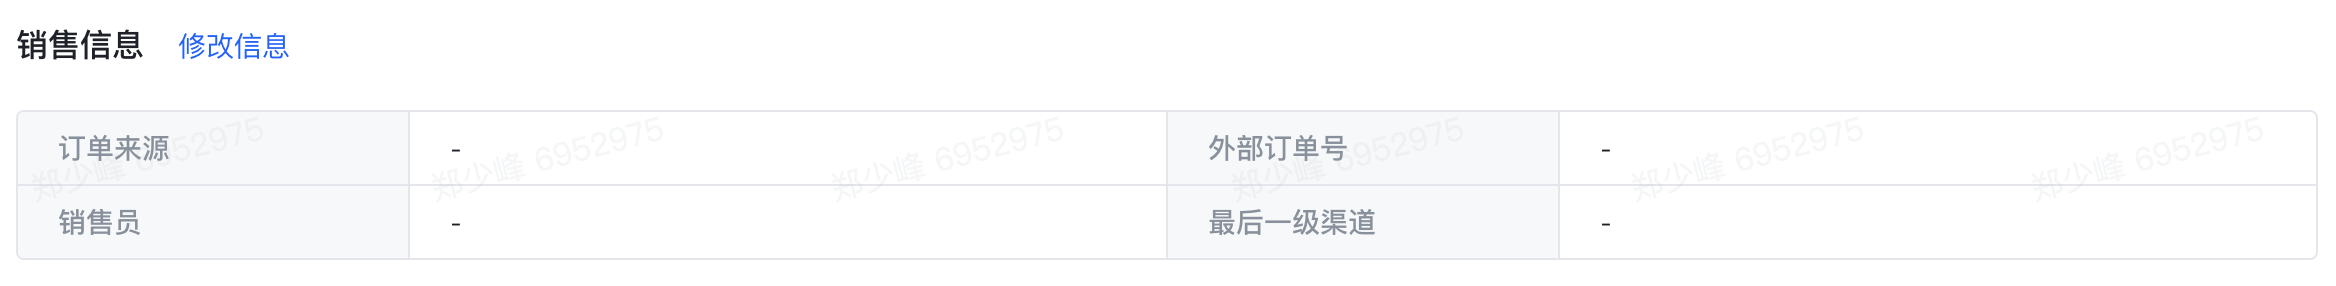 销售信息 修改信息
订单来源 - 外部订单号 -
郑少峰 6952975 郑少峰 6952975 郑少峰 6952975 郑少峰 6952975 郑少峰 6952975 郑少峰 6952975
销售员 - 最后一级渠道 -